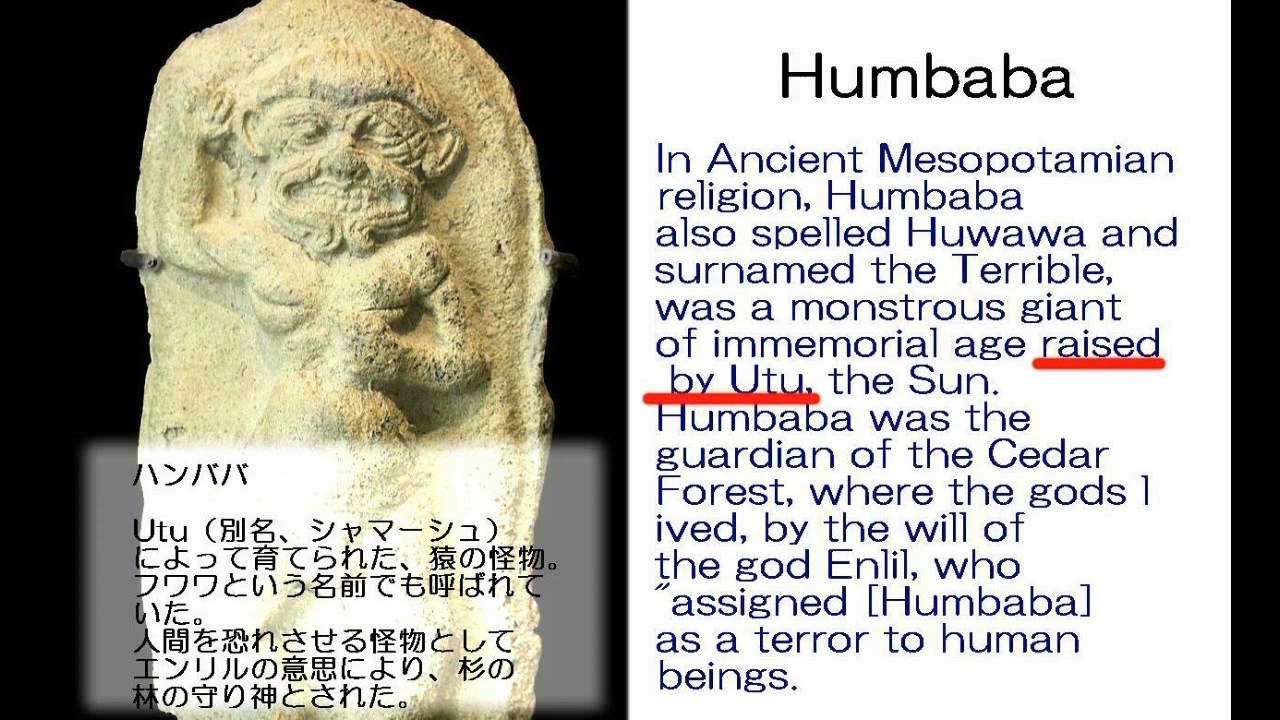 Humbaba
In Ancient Mesopotamian
religion, Humbaba
also spelled Huwawa and
surnamed the Terrible,
was a monstrous giant
of immemorial age raised
by Utu, the Sun.
Humbaba was the
guardian of the Cedar
Forest, where the gods l
ived, by the will of
the god Enlil, who
"assigned [Humbaba]
as a terror to human
beings.
ハンババ
Utu（別名、シャマーシュ）
によって育てられた、猿の怪物。
フワワという名前でも呼ばれて
いた。
人間を恐れさせる怪物として
エンリルの意思により、杉の
林の守り神とされた。